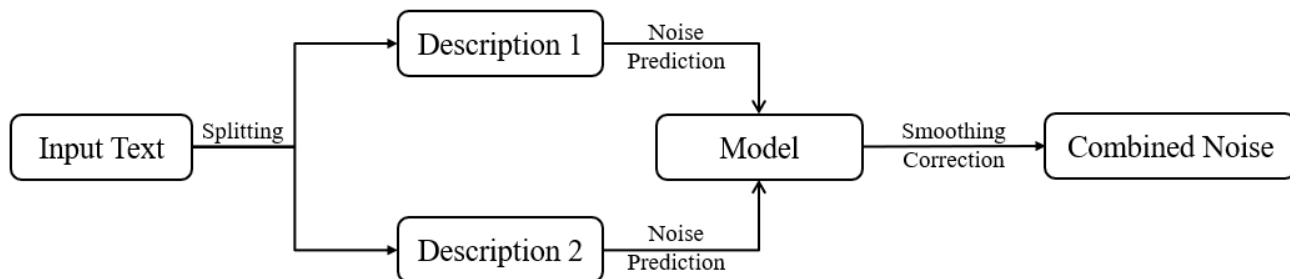 Description 1
Noise
Prediction
Input Text
Splitting
Model
Smoothing
Correction
Combined Noise
Description 2
Noise
Prediction